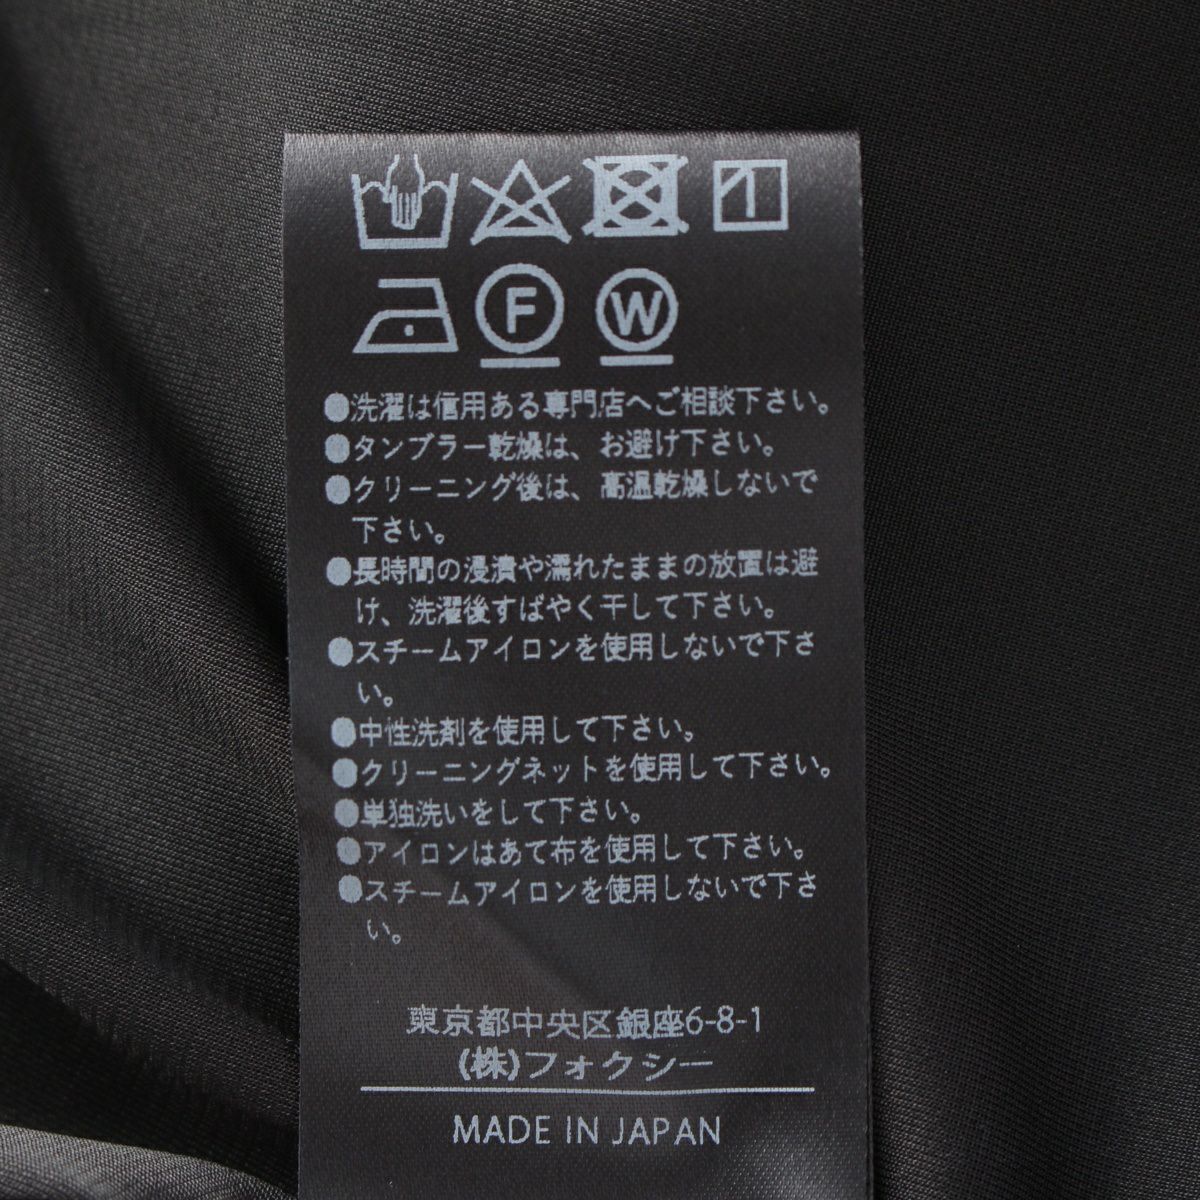 F W
●洗濯は信用ある専門店へご相談下さい。
●タンブラー乾燥は、お避け下さい。
●クリーニング後は、高温乾燥しないで
下さい。
●長時間の浸漬や濡れたままの放置は避
け、洗濯後すばやく干して下さい。
●スチームアイロンを使用しないで下さ
い。
●中性洗剤を使用して下さい。
●クリーニングネットを使用して下さい。
●単独洗いをして下さい。
●アイロンはあて布を使用して下さい。
●スチームアイロンを使用しないで下さ
い。
東京都中央区銀座6-8-1
(株)フォクシー
MADE IN JAPAN